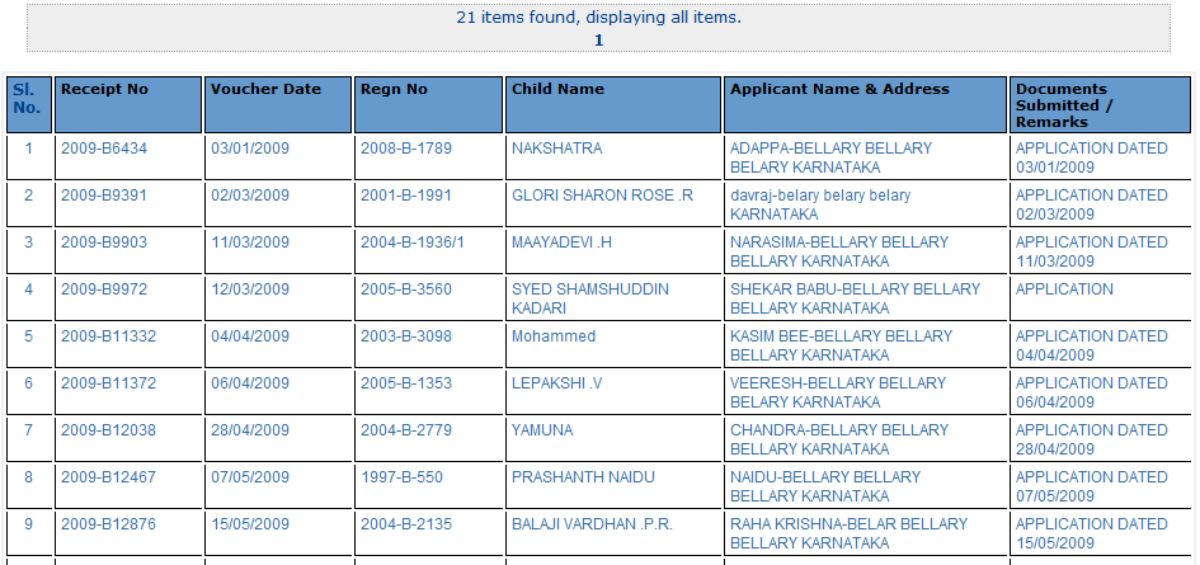 21 items found, displaying all items.
1
Sl. No. Receipt No Voucher Date Regn No Child Name Applicant Name & Address Documents Submitted / Remarks
1 2009-B6434 03/01/2009 2008-B-1789 NAKSHATRA ADAPPA-BELLARY BELLARY BELARY KARNATAKA APPLICATION DATED 03/01/2009
2 2009-B9391 02/03/2009 2001-B-1991 GLORI SHARON ROSE .R davraj-belary belary belary KARNATAKA APPLICATION DATED 02/03/2009
3 2009-B9903 11/03/2009 2004-B-1936/1 MAAYADEVI .H NARASIMA-BELLARY BELLARY BELLARY KARNATAKA APPLICATION DATED 11/03/2009
4 2009-B9972 12/03/2009 2005-B-3560 SYED SHAMSHUDDIN KADARI SHEKAR BABU-BELLARY BELLARY BELLARY KARNATAKA APPLICATION
5 2009-B11332 04/04/2009 2003-B-3098 Mohammed KASIM BEE-BELLARY BELLARY BELLARY KARNATAKA APPLICATION DATED 04/04/2009
6 2009-B11372 06/04/2009 2005-B-1353 LEPAKSHI .V VEERESH-BELLARY BELLARY BELARY KARNATAKA APPLICATION DATED 06/04/2009
7 2009-B12038 28/04/2009 2004-B-2779 YAMUNA CHANDRA-BELLARY BELLARY BELLARY KARNATAKA APPLICATION DATED 28/04/2009
8 2009-B12467 07/05/2009 1997-B-550 PRASHANTH NAIDU NAIDU-BELLARY BELLARY BELLARY KARNATAKA APPLICATION DATED 07/05/2009
9 2009-B12876 15/05/2009 2004-B-2135 BALAJI VARDHAN .P.R. RAHA KRISHNA-BELAR BELLARY BELLARY KARNATAKA APPLICATION DATED 15/05/2009